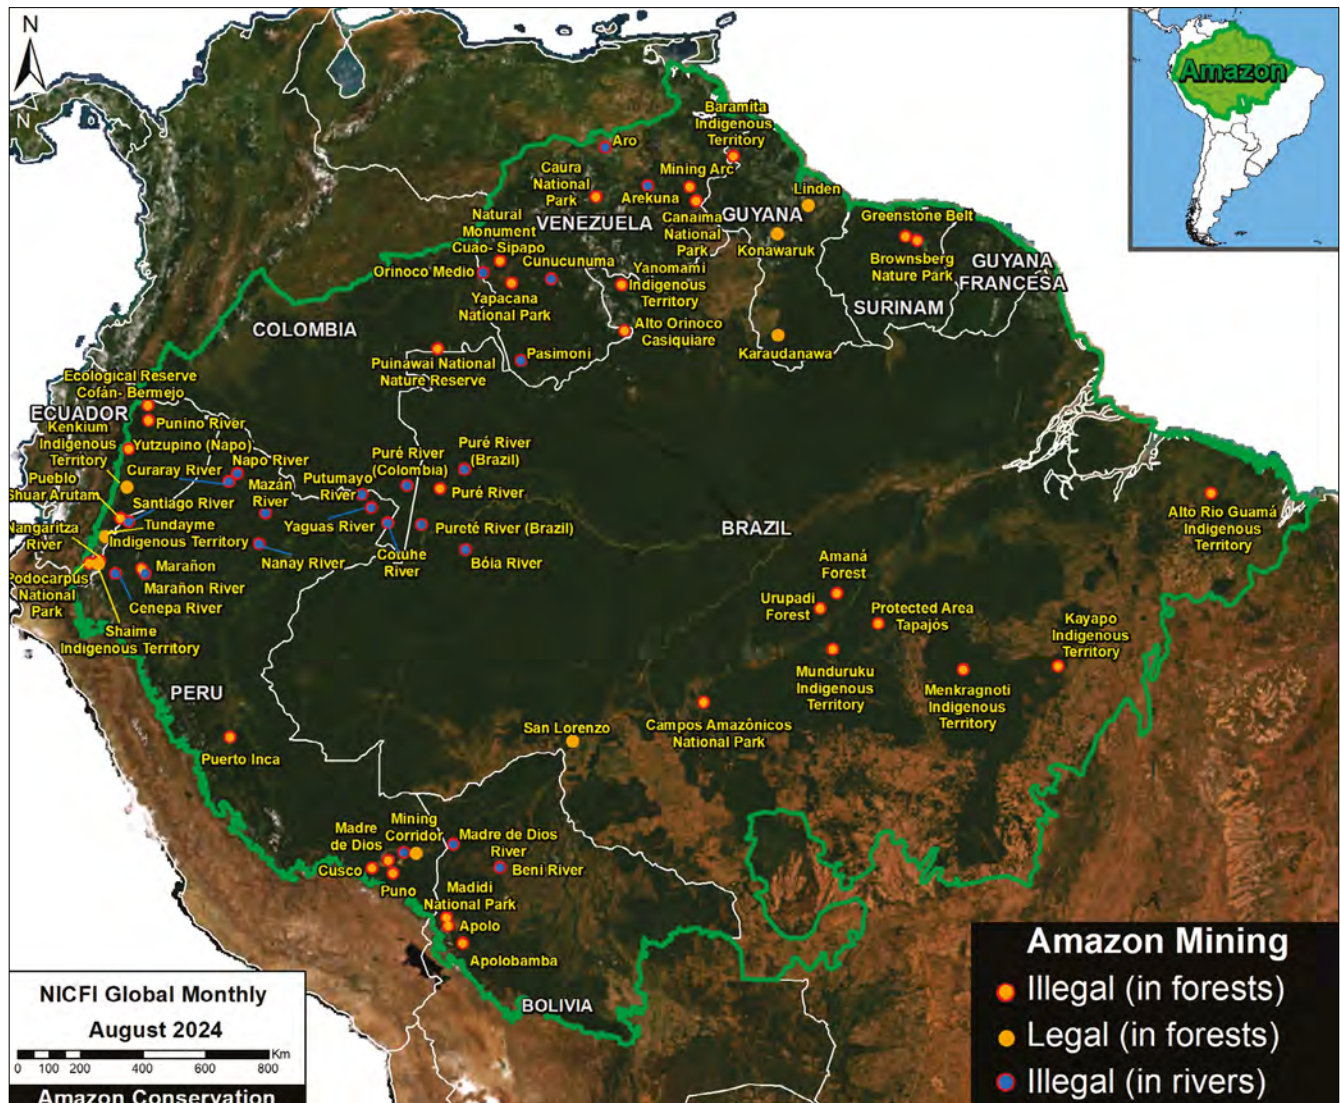 N
N
Amazon
Baramita
Indigenous
Territory
Aro
Caura
National
Park
Mining Arc
Arekuna
Linden
VENEZUELA
GUYANA
Canaima
National
Park
Konawaruk
Greenstone Belt
Brownsberg
Nature Park
GUYANA
FRANCESA
SURINAM
Natural
Monument
Cuao- Sipapo
Orinoco Medio
Cunucunuma
Yapacana
National Park
Yanomami
Indigenous
Territory
Alto Orinoco
Casiquiare
Karaudanawa
COLOMBIA
Puinawai National
Nature Reserve
Pasimoni
Ecological Reserve
Cofán- Bermejo
ECUADOR
Punino River
Kenkium
Indigenous
Territory
Yutzupino (Napo)
Curaray River
Napo River
Pueblo
Shuar Arutam
Santiago River
Mazán
River
Putumayo
River
Puré River
(Colombia)
Puré River
(Brazil)
Puré River
Nangaritza
River
Tundayme
Indigenous Territory
Yaguas River
Pureté River (Brazil)
Nanay River
Cotuhe
River
Bóia River
Podocarpus
National
Park
Marañon
Marañon River
Cenepa River
Shaime
Indigenous Territory
BRAZIL
Alto Rio Guamá
Indigenous
Territory
Amaná
Forest
Urupadi
Forest
Protected Area
Tapajós
Kayapo
Indigenous
Territory
Munduruku
Indigenous
Territory
Menkragnoti
Indigenous
Territory
PERU
Puerto Inca
San Lorenzo
Campos Amazônicos
National Park
Madre
de Dios
Mining
Corridor
Madre de Dios
River
Cusco
Puno
Beni River
Madidi
National Park
Apolo
Apolobamba
BOLIVIA
NICFI Global Monthly
August 2024
Km
0 100 200 400 600 800
Amazon Conservation
Amazon Mining
Illegal (in forests)
Legal (in forests)
Illegal (in rivers)